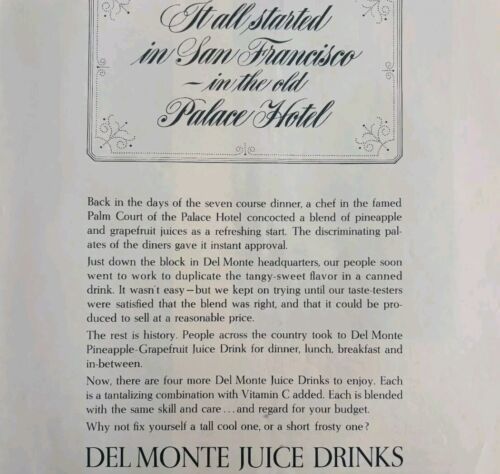 It all started
in San Francisco
– in the old
Palace Hotel
Back in the days of the seven course dinner, a chef in the famed
Palm Court of the Palace Hotel concocted a blend of pineapple
and grapefruit juices as a refreshing start. The discriminating pal-
ates of the diners gave it instant approval.
Just down the block in Del Monte headquarters, our people soon
went to work to duplicate the tangy-sweet flavor in a canned
drink. It wasn't easy – but we kept on trying until our taste-testers
were satisfied that the blend was right, and that it could be pro-
duced to sell at a reasonable price.
The rest is history. People across the country took to Del Monte
Pineapple-Grapefruit Juice Drink for dinner, lunch, breakfast and
in-between.
Now, there are four more Del Monte Juice Drinks to enjoy. Each
is a tantalizing combination with Vitamin C added. Each is blended
with the same skill and care . . . and regard for your budget.
Why not fix yourself a tall cool one, or a short frosty one?
DEL MONTE JUICE DRINKS